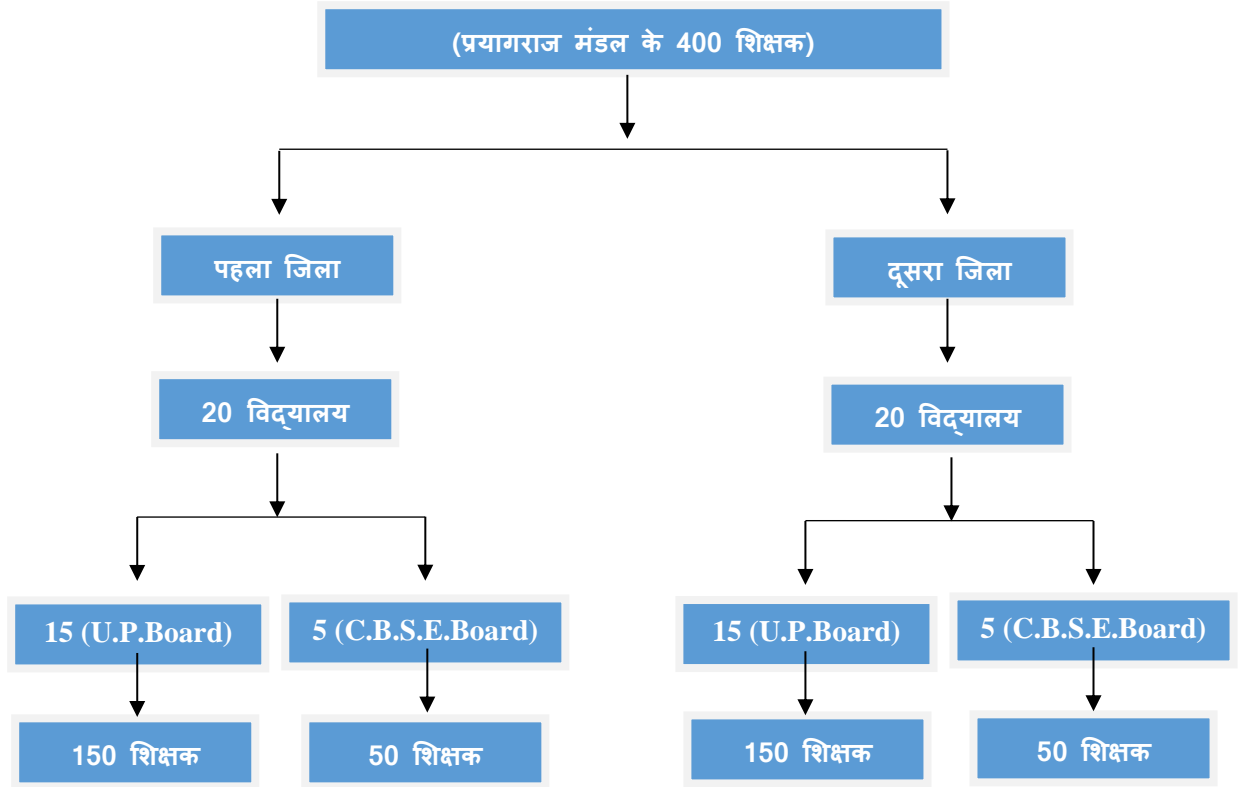 (प्रयागराज मंडल के 400 शिक्षक)
पहला जिला
दूसरा जिला
20 विद्यालय
20 विद्यालय
15 (U.P.Board)
5 (C.B.S.E.Board)
15 (U.P.Board)
5 (C.B.S.E.Board)
150 शिक्षक
50 शिक्षक
150 शिक्षक
50 शिक्षक